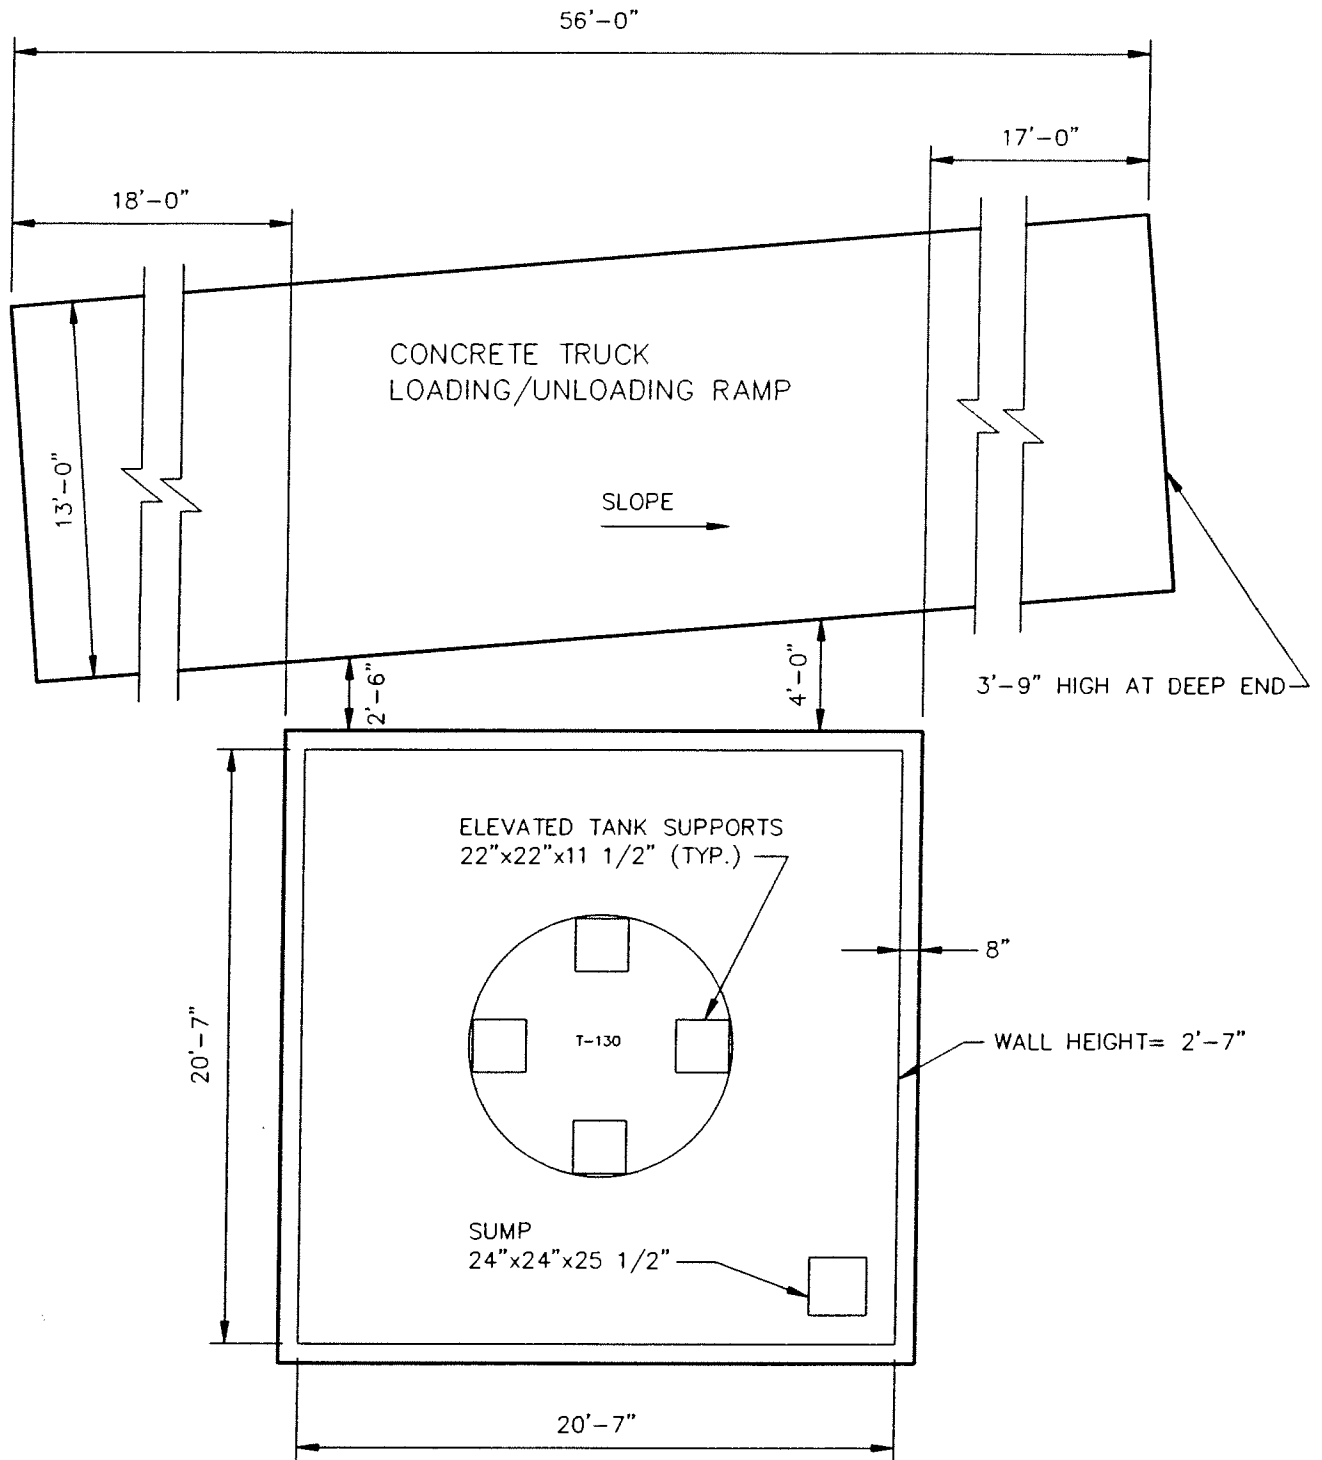 56'-0"
17'-0"
18'-0"
CONCRETE TRUCK
LOADING/UNLOADING RAMP
13'-0"
SLOPE
2'-6"
4'-0"
3'-9" HIGH AT DEEP END
ELEVATED TANK SUPPORTS
22"x22"x11 1/2" (TYP.)
8"
20'-7"
T-130
WALL HEIGHT= 2'-7"
SUMP
24"x24"x25 1/2"
20'-7"